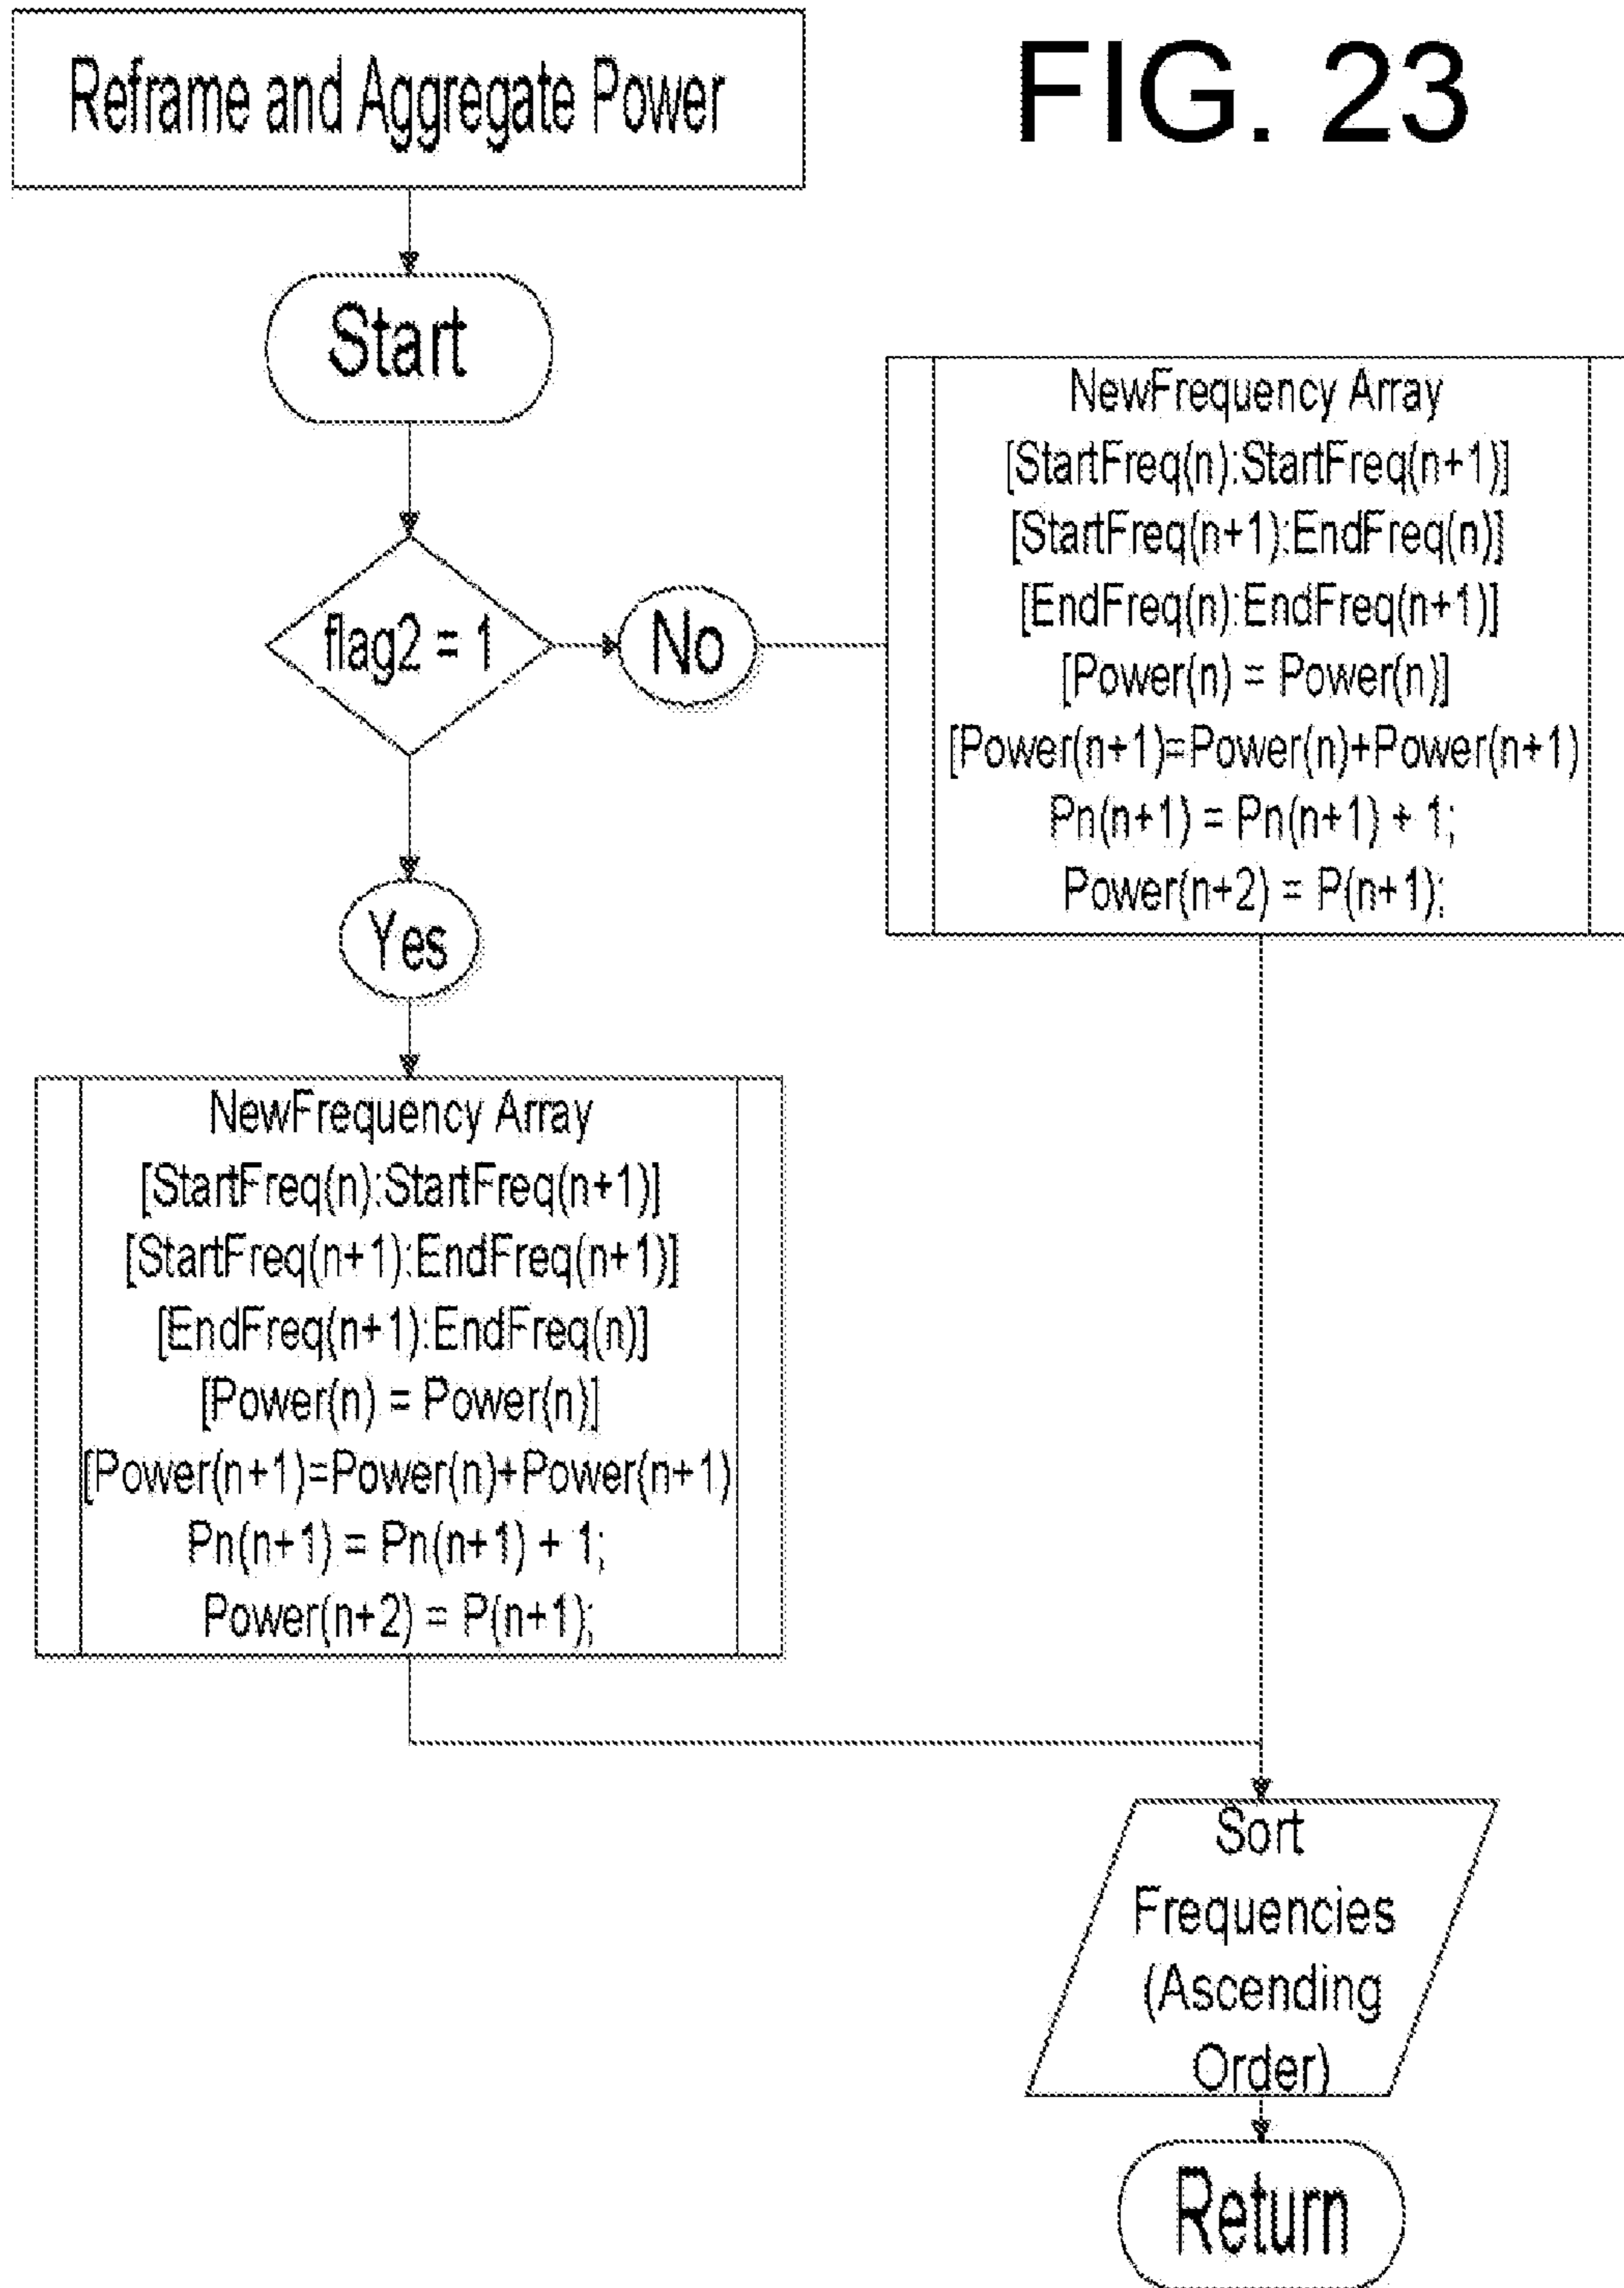 Reframe and Aggregate Power
FIG. 23
Start
flag2 = 1
No
NewFrequency Array
[StartFreq(n):StartFreq(n+1)]
[StartFreq(n+1):EndFreq(n)]
[EndFreq(n):EndFreq(n+1)]
[Power(n) = Power(n)]
[Power(n+1)=Power(n)+Power(n+1)
Pn(n+1) = Pn(n+1) + 1;
Power(n+2) = P(n+1);
Yes
NewFrequency Array
[StartFreq(n):StartFreq(n+1)]
[StartFreq(n+1):EndFreq(n+1)]
[EndFreq(n+1):EndFreq(n)]
[Power(n) = Power(n)]
[Power(n+1)=Power(n)+Power(n+1)
Pn(n+1) = Pn(n+1) + 1;
Power(n+2) = P(n+1);
Sort
Frequencies
(Ascending
Order)
Return